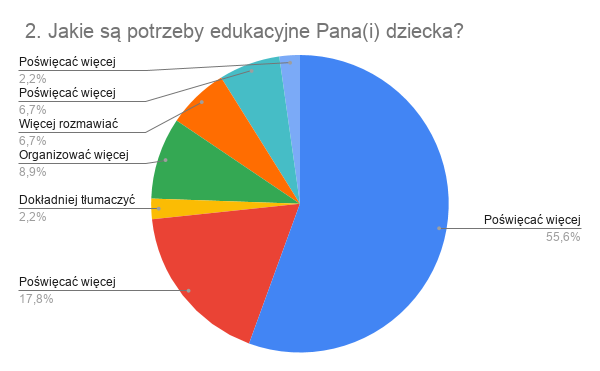 2. Jakie są potrzeby edukacyjne Pana(i) dziecka?
Poświęcać więcej
2,2%
Poświęcać więcej
6,7%
Więcej rozmawiać
6,7%
Organizować więcej
8,9%
Dokładniej tłumaczyć
2,2%
Poświęcać więcej
17,8%
Poświęcać więcej
55,6%